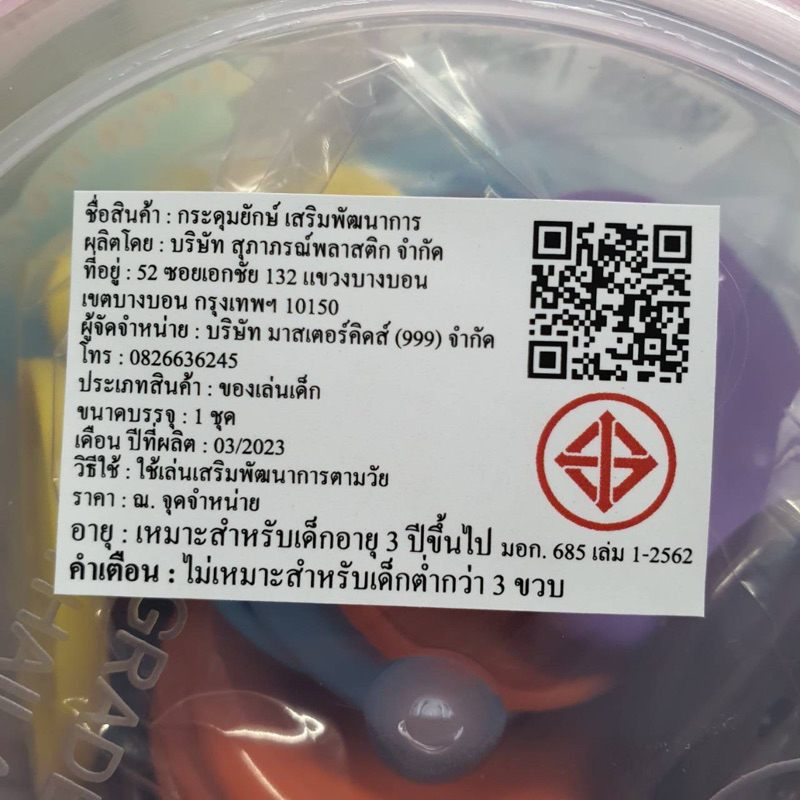 ชื่อสินค้า : กระดุมยักษ์ เสริมพัฒนาการ
ผลิตโดย : บริษัท สุภาภรณ์พลาสติก จำกัด
ที่อยู่ : 52 ซอยเอกชัย 132 แขวงบางบอน
เขตบางบอน กรุงเทพฯ 10150
ผู้จัดจำหน่าย : บริษัท มาสเตอร์คิดส์ (999) จำกัด
โทร : 0826636245
ประเภทสินค้า : ของเล่นเด็ก
ขนาดบรรจุ : 1 ชุด
เดือน ปีที่ผลิต : 03/2023
วิธีใช้ : ใช้เล่นเสริมพัฒนาการตามวัย
ราคา : ณ. จุดจำหน่าย
อายุ : เหมาะสำหรับเด็กอายุ 3 ปีขึ้นไป มอก. 685 เล่ม 1-2562
คำเตือน : ไม่เหมาะสำหรับเด็กต่ำกว่า 3 ขวบ
GRADE